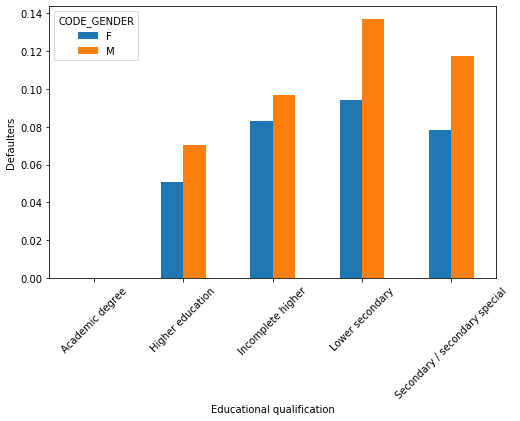 CODE_GENDER
F
M
0.14
0.12
0.10
0.08
0.06
0.04
0.02
0.00
Defaulters
Academic degree
Higher education
Incomplete higher
Lower secondary
Secondary / secondary special
Educational qualification